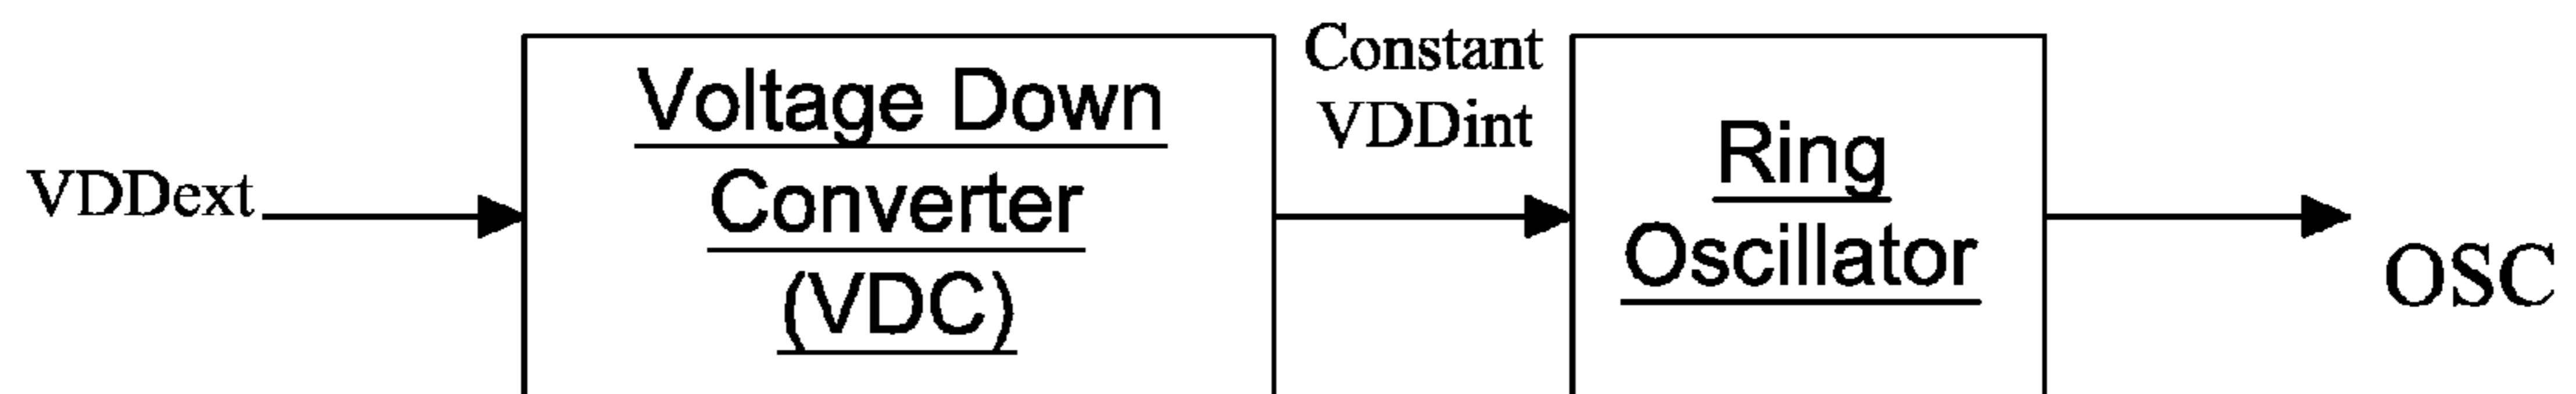 VDDext
Voltage Down
Converter
(VDC)
Constant
VDDint
Ring
Oscillator
OSC